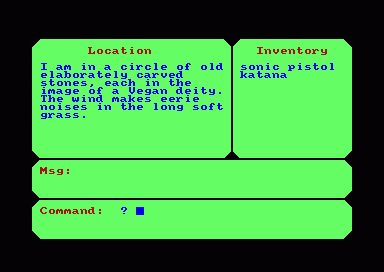 Location
I am in a circle of old
elaborately carved
stones, each in the
image of a Vegan deity.
The wind makes eerie
noises in the long soft
grass.
Inventory
sonic pistol
katana
Msg:
Command: ?